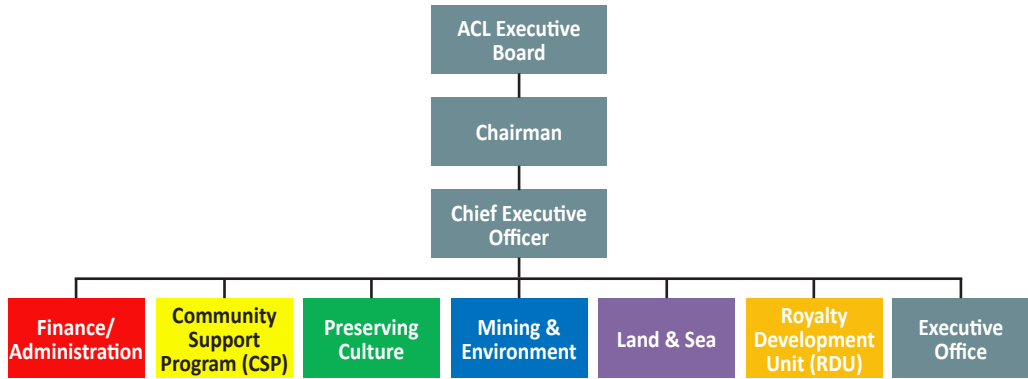 ACL Executive
Board
Chairman
Chief Executive
Officer
Finance/
Administration
Community
Support
Program (CSP)
Preserving
Culture
Mining &
Environment
Land & Sea
Royalty
Development
Unit (RDU)
Executive
Office